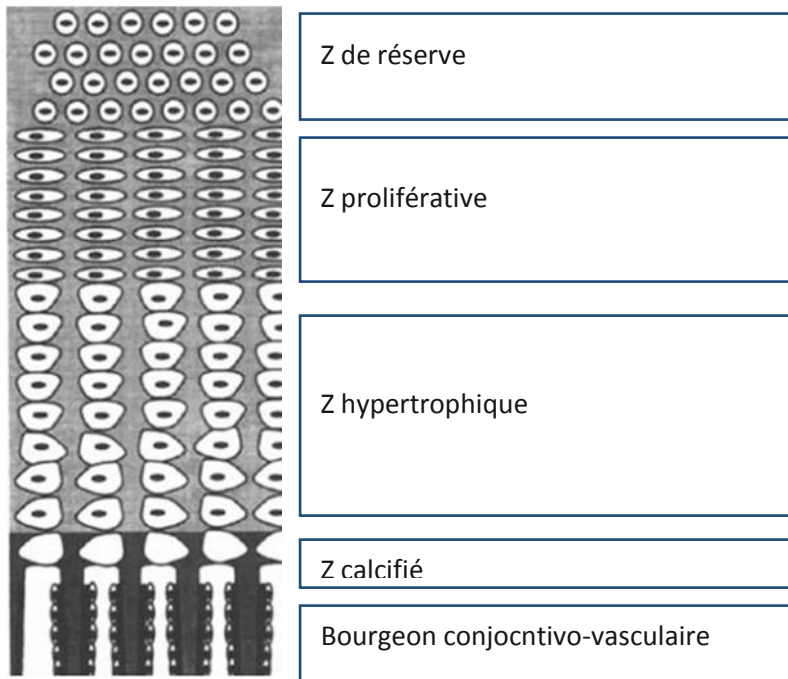 Z de réserve
Z proliférative
Z hypertrophique
Z calcifié
Bourgeon conjocntivo-vasculaire